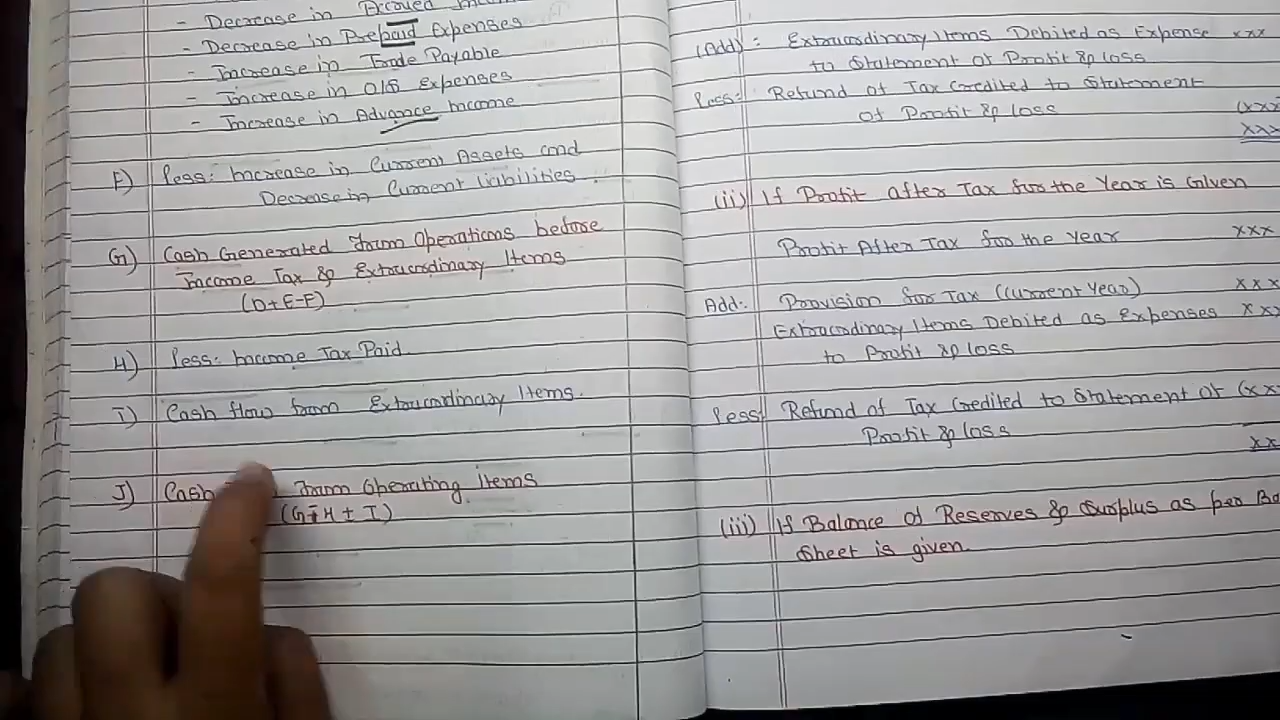 - Decrease in Accrued
- Decrease in Prepaid Expenses
- Increase in Trade Payable
- Increase in O/S Expenses
- Increase in Advance Income
F) Less: Increase in Current Assets and
Decrease in Current Liabilities
G) Cash Generated from Operations before
Income Tax & Extraordinary Items
(D+E-F)
H) Less: Income Tax Paid
I) Cash flow from Extraordinary Items.
J) Cash from Operating Items
(G-H ± I)
(Add): Extraordinary Items Debited as Expense xxx
to Statement of Profit & Loss
Less: Refund of Tax Credited to Statement
of Profit & Loss (xxx
xxx
(ii) If Profit after Tax for the Year is Given
Profit After Tax for the year xxx
Add: Provision for Tax (Current Year) xxx
Extraordinary Items Debited as Expenses xxx
to Profit & Loss
Less: Refund of Tax Credited to Statement of (xx
Profit & Loss
xx
(iii) If Balance of Reserves & Surplus as per Ba
Sheet is given